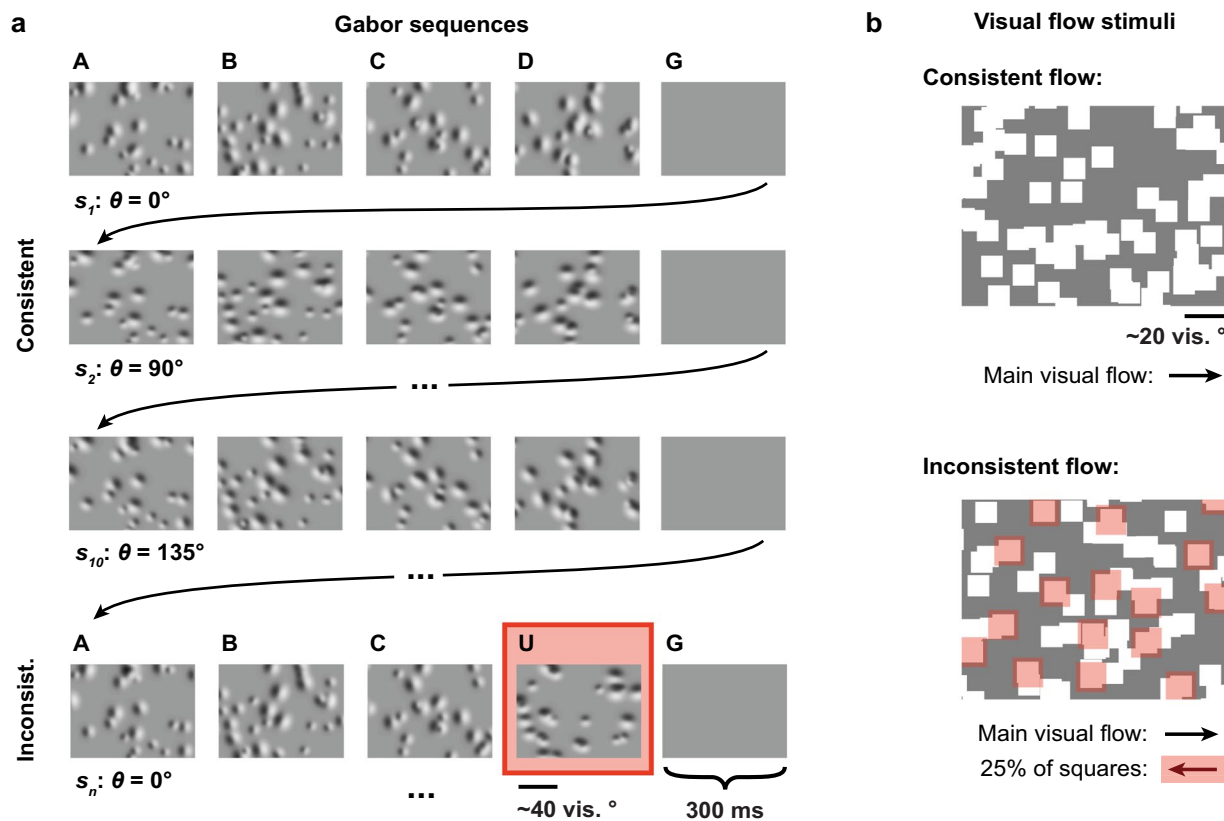 a
Gabor sequences
A B C D G
s1: θ = 0°
Consistent
s2: θ = 90°
...
s10: θ = 135°
...
A B C U G
Inconsist.
sn: θ = 0°
...
~40 vis. °
300 ms
b
Visual flow stimuli
Consistent flow:
~20 vis. °
Main visual flow:
Inconsistent flow:
Main visual flow:
25% of squares: